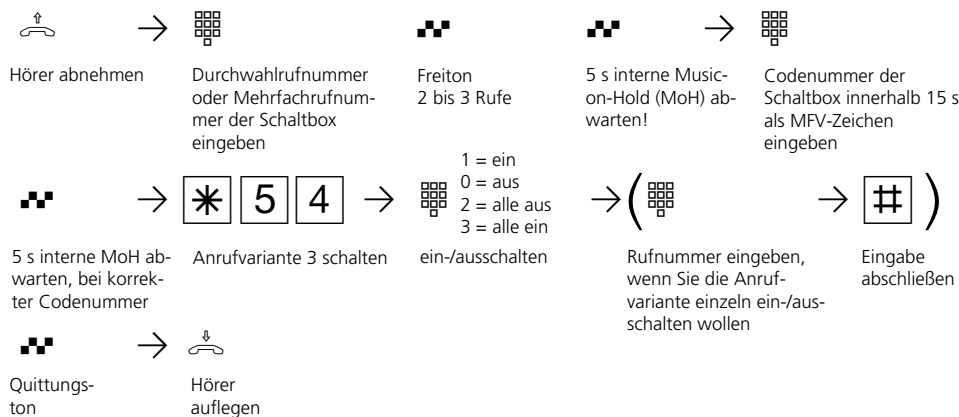 Hörer abnehmen
Durchwahlrufnummer
oder Mehrfachrufnum-
mer der Schaltbox
eingeben
Freiton
2 bis 3 Rufe
5 s interne Music-
on-Hold (MoH) ab-
warten!
Codenummer der
Schaltbox innerhalb 15 s
als MFV-Zeichen
eingeben
* 5 4
1 = ein
0 = aus
2 = alle aus
3 = alle ein
( # )
5 s interne MoH ab-
warten, bei korrek-
ter Codenummer
Anrufvariante 3 schalten
ein-/ausschalten
Rufnummer eingeben,
wenn Sie die Anruf-
variante einzeln ein-/aus-
schalten wollen
Eingabe
abschließen
Quittungs-
ton
Hörer
auflegen